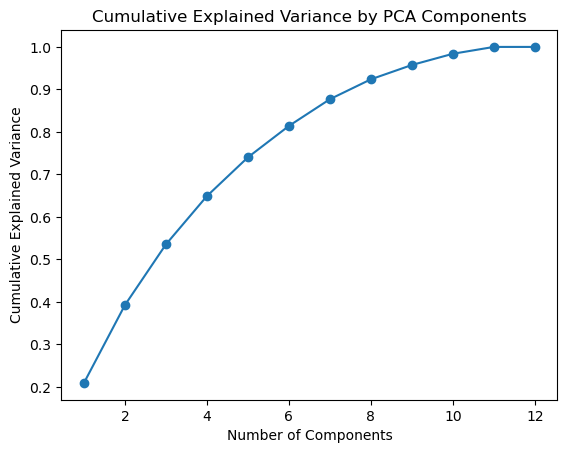 Cumulative Explained Variance by PCA Components
Cumulative Explained Variance
1.0
0.9
0.8
0.7
0.6
0.5
0.4
0.3
0.2
2 4 6 8 10 12
Number of Components